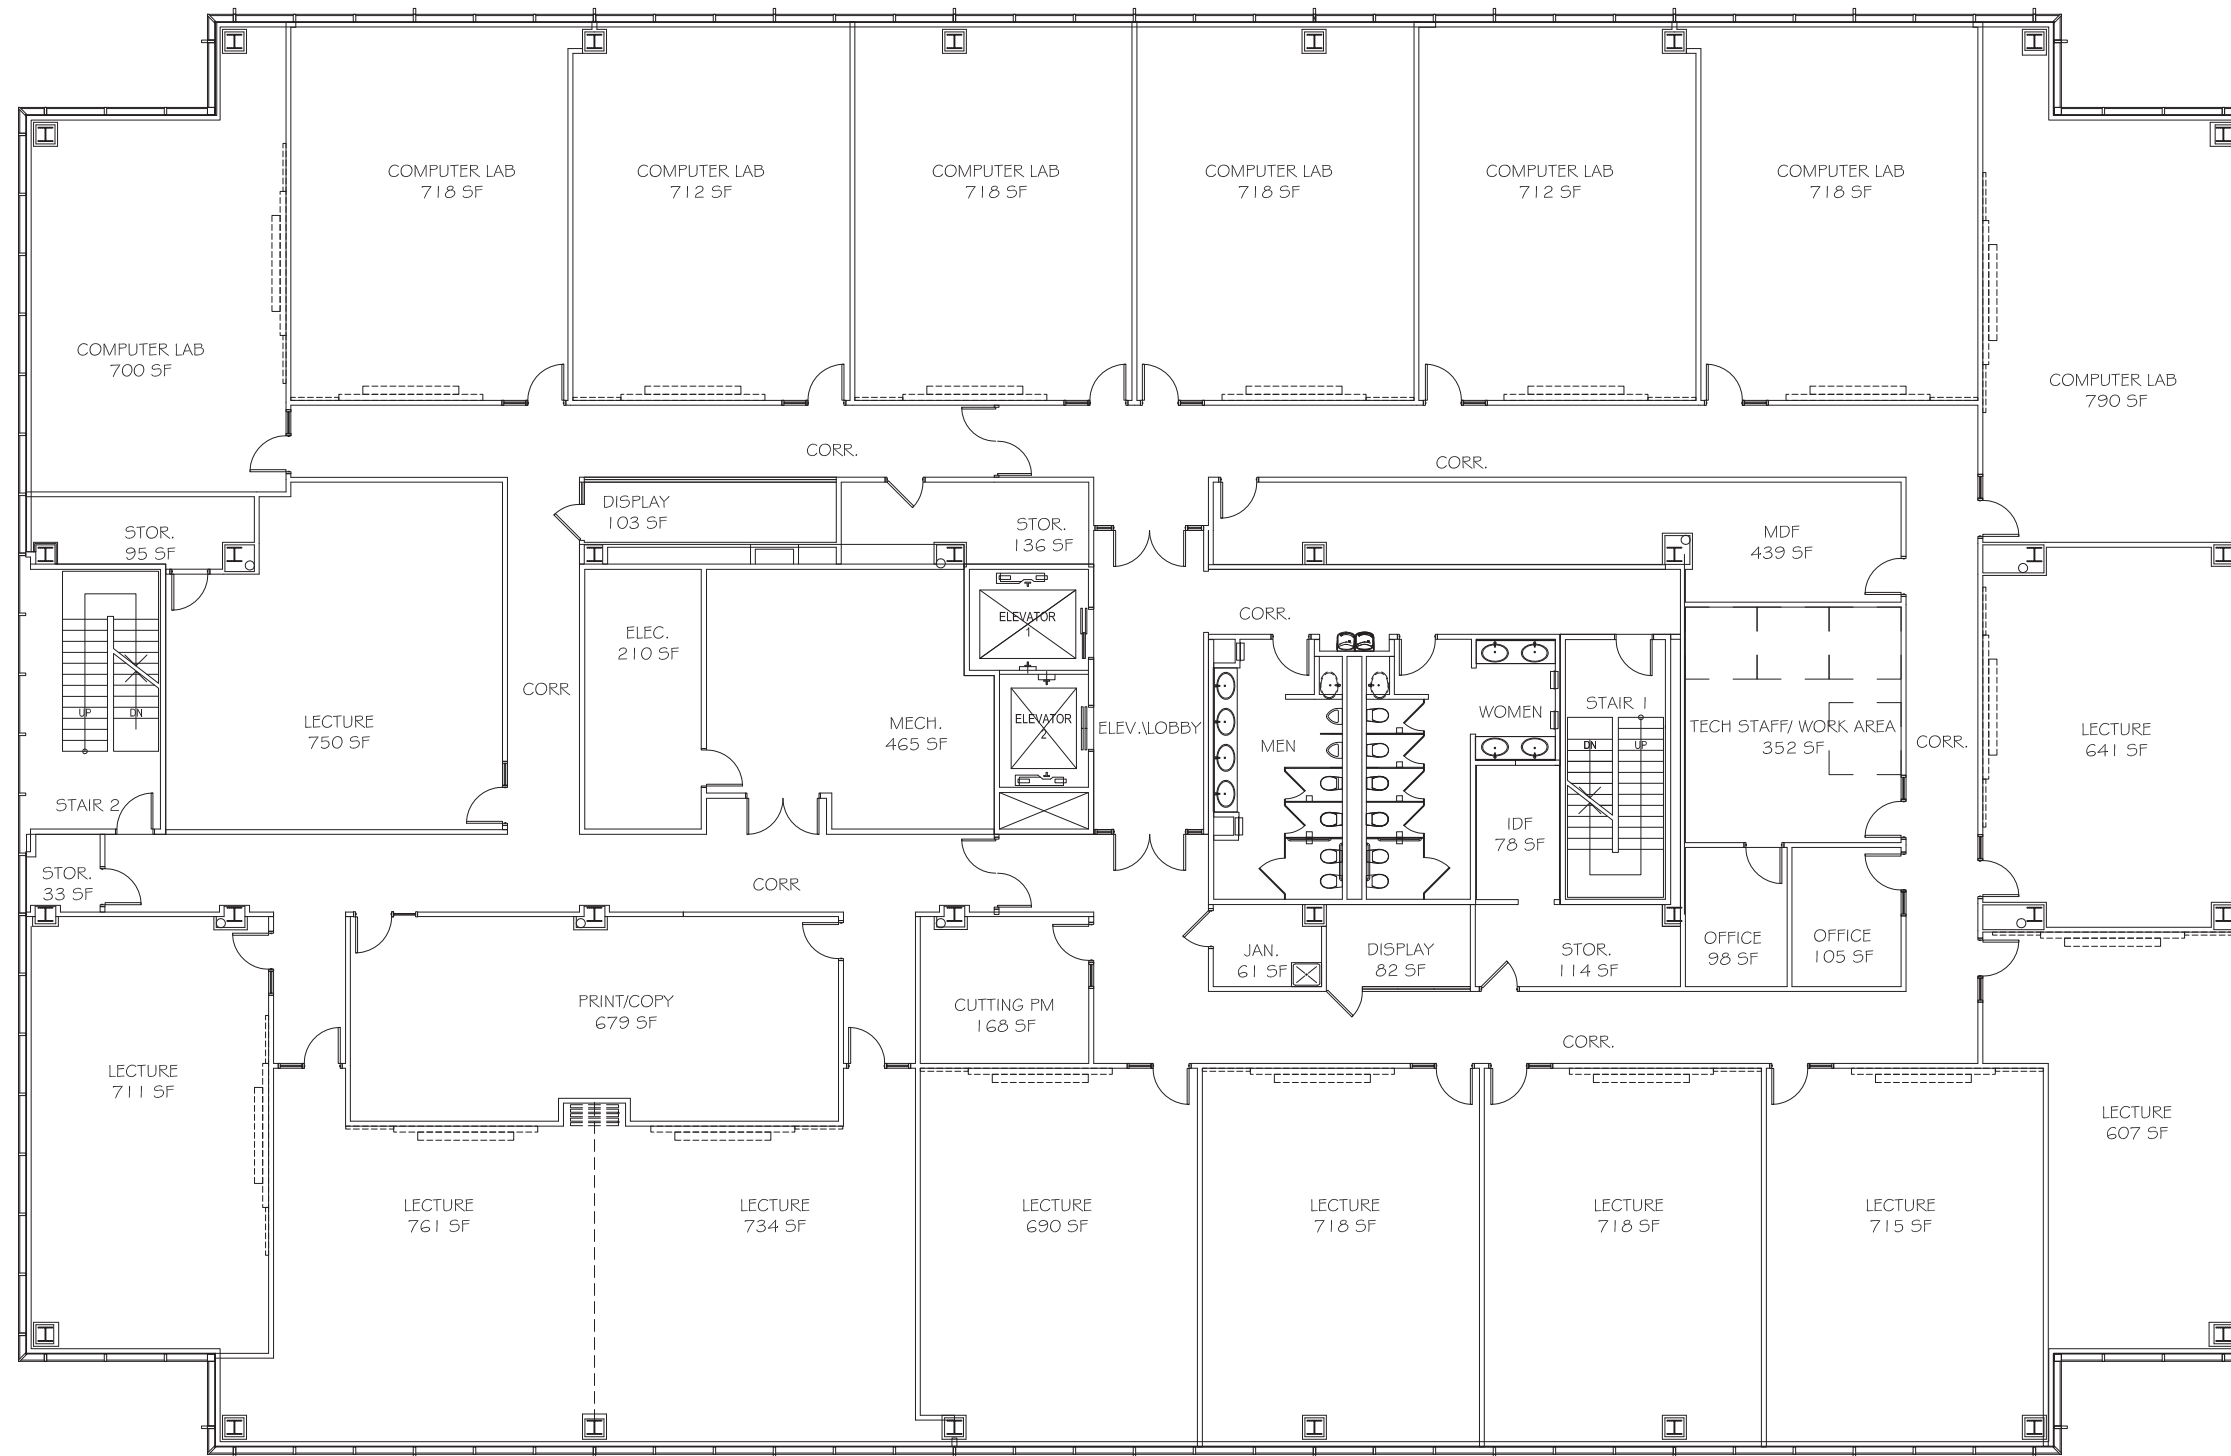 COMPUTER LAB
718 SF
COMPUTER LAB
712 SF
COMPUTER LAB
718 SF
COMPUTER LAB
718 SF
COMPUTER LAB
712 SF
COMPUTER LAB
718 SF
COMPUTER LAB
700 SF
COMPUTER LAB
790 SF
CORR.
CORR.
DISPLAY
103 SF
STOR.
136 SF
STOR.
95 SF
MDF
439 SF
ELEVATOR
1
CORR.
ELEC.
210 SF
CORR
LECTURE
750 SF
UP
DN
STAIR 2
MECH.
465 SF
ELEVATOR
2
ELEV.\LOBBY
MEN
WOMEN
STAIR 1
DN
UP
TECH STAFF/ WORK AREA
352 SF
CORR.
LECTURE
641 SF
IDF
78 SF
STOR.
33 SF
CORR
JAN.
61 SF
DISPLAY
82 SF
STOR.
114 SF
OFFICE
98 SF
OFFICE
105 SF
PRINT/COPY
679 SF
CUTTING PM
168 SF
CORR.
LECTURE
711 SF
LECTURE
607 SF
LECTURE
761 SF
LECTURE
734 SF
LECTURE
690 SF
LECTURE
718 SF
LECTURE
718 SF
LECTURE
715 SF